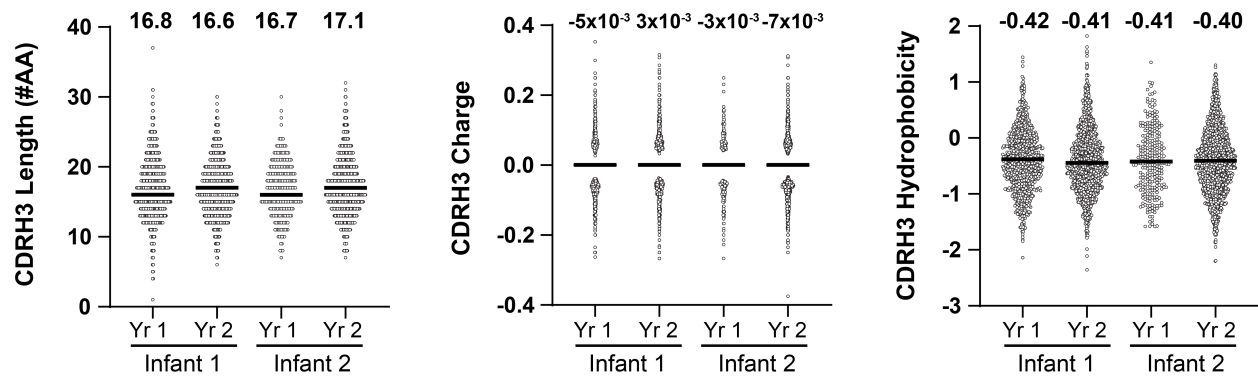 16.8 16.6 16.7 17.1
CDRH3 Length (#AA)
40
30
20
10
0
Yr 1 Yr 2 Yr 1 Yr 2
Infant 1 Infant 2
-5x10⁻³ 3x10⁻³ -3x10⁻³ -7x10⁻³
CDRH3 Charge
0.4
0.2
0.0
-0.2
-0.4
Yr 1 Yr 2 Yr 1 Yr 2
Infant 1 Infant 2
-0.42 -0.41 -0.41 -0.40
CDRH3 Hydrophobicity
2
1
0
-1
-2
-3
Yr 1 Yr 2 Yr 1 Yr 2
Infant 1 Infant 2